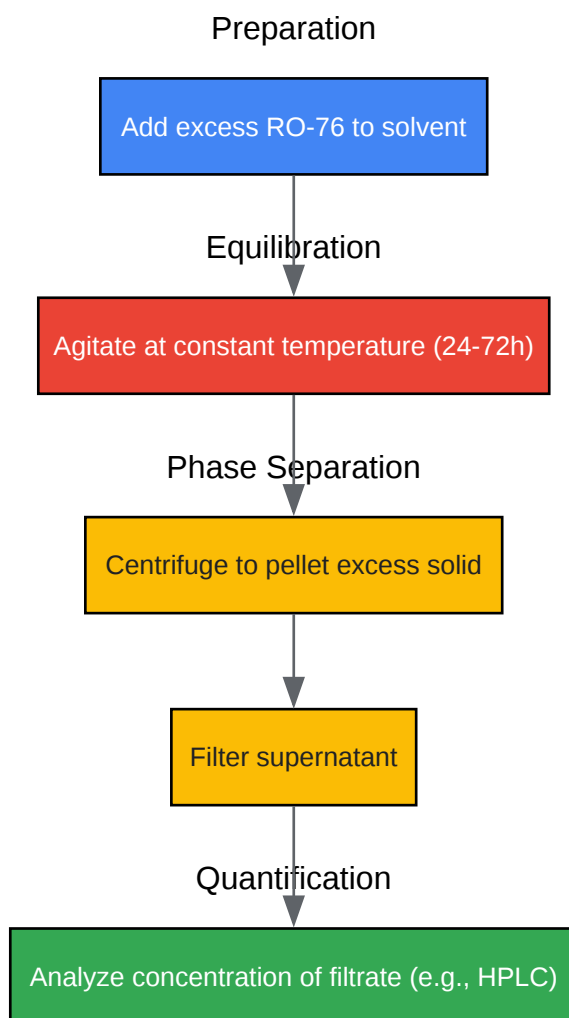 Preparation
Add excess RO-76 to solvent
Equilibration
Agitate at constant temperature (24-72h)
Phase Separation
Centrifuge to pellet excess solid
Filter supernatant
Quantification
Analyze concentration of filtrate (e.g., HPLC)